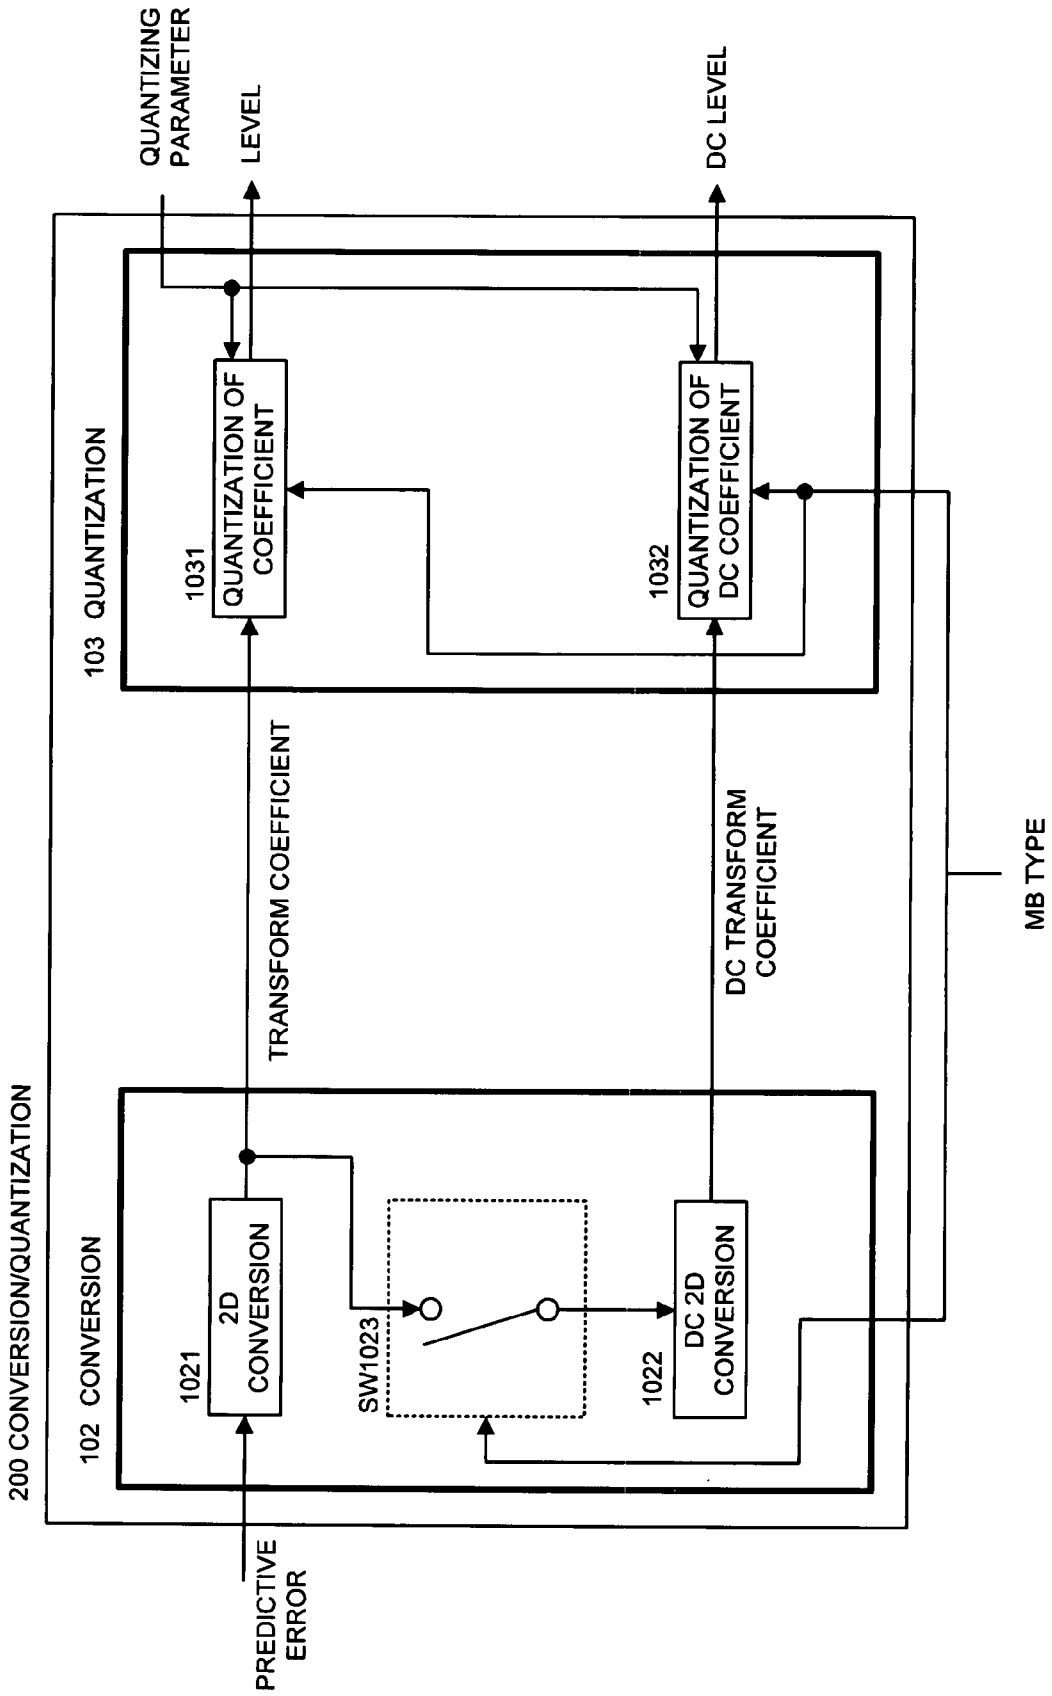 200 CONVERSION/QUANTIZATION
102 CONVERSION
103 QUANTIZATION
QUANTIZING
PARAMETER
PREDICTIVE
ERROR
1021
2D
CONVERSION
TRANSFORM COEFFICIENT
1031
QUANTIZATION OF
COEFFICIENT
LEVEL
SW1023
1022
DC 2D
CONVERSION
DC TRANSFORM
COEFFICIENT
1032
QUANTIZATION OF
DC COEFFICIENT
DC LEVEL
MB TYPE